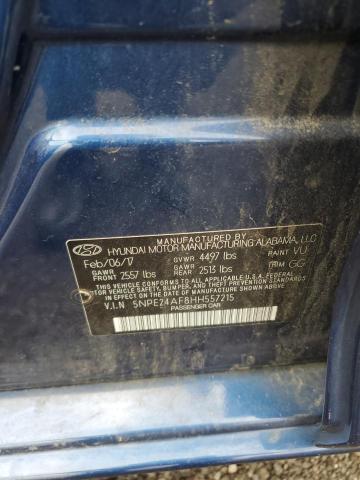 MANUFACTURED BY
HYUNDAI MOTOR MANUFACTURING ALABAMA, LLC
Feb/06/17 GVWR 4497 lbs PAINT VU
GAWR FRONT 2557 lbs GAWR REAR 2513 lbs TRIM GG
THIS VEHICLE CONFORMS TO ALL APPLICABLE U.S.A. FEDERAL
MOTOR VEHICLE SAFETY, BUMPER, AND THEFT PREVENTION
STANDARDS IN EFFECT ON THE DATE OF
MANUFACTURE SHOWN ABOVE.
V.I.N 5NPE24AF8HH557215
PASSENGER CAR